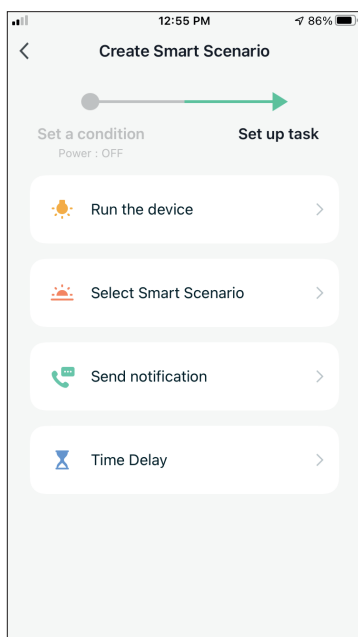 12:55 PM
86%
Create Smart Scenario
Set a condition
Set up task
Power : OFF
Run the device
Select Smart Scenario
Send notification
Time Delay